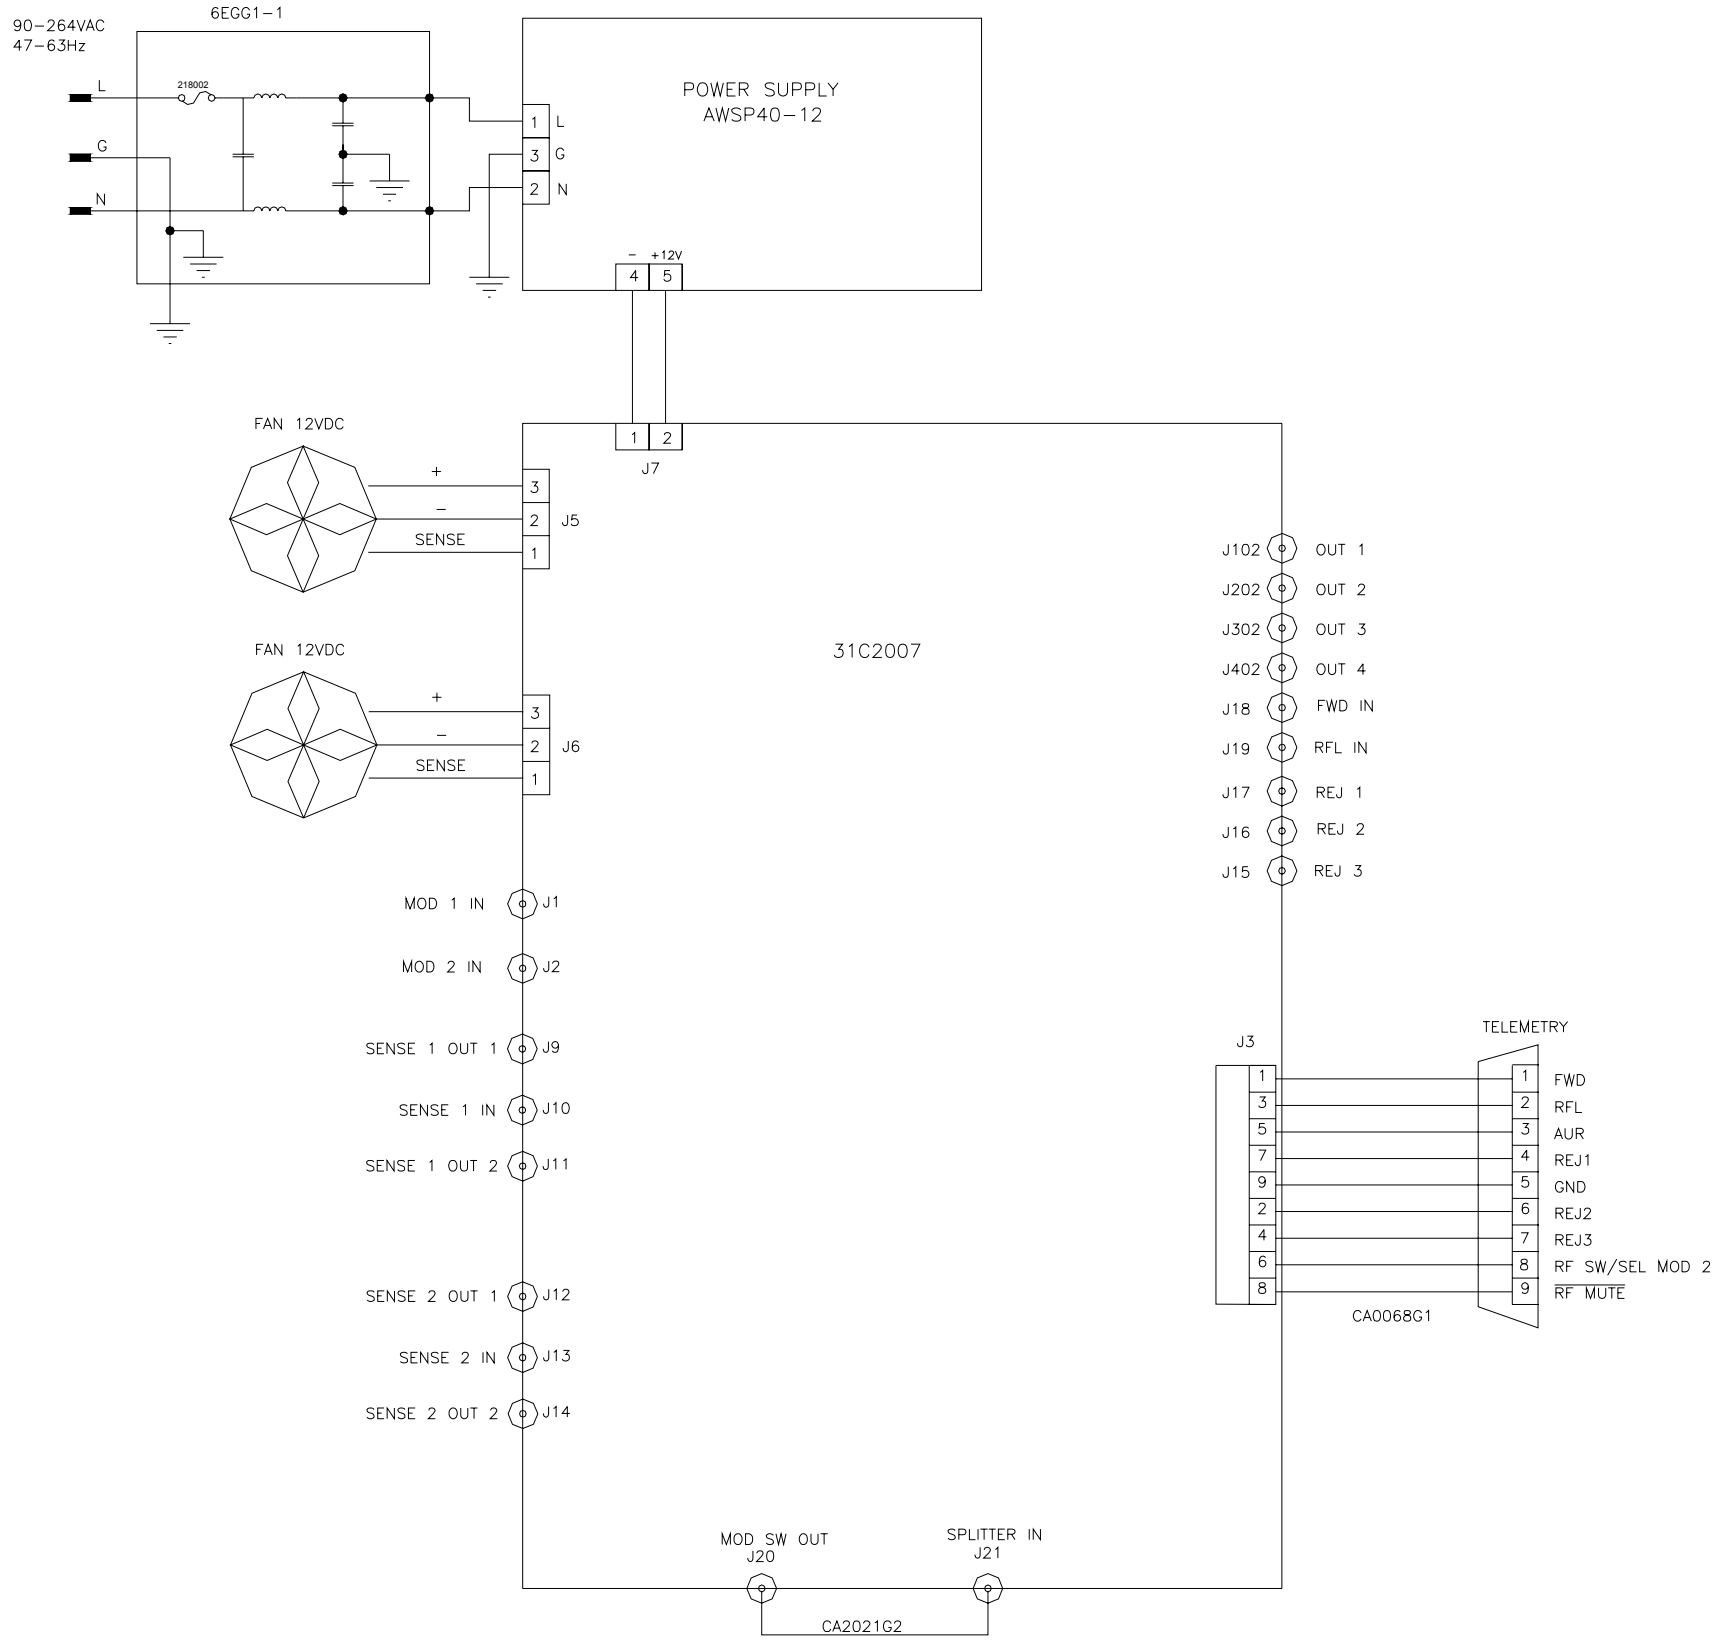 6EGG1-1
90-264VAC
47-63Hz
L
218002
G
N
POWER SUPPLY
AWSP40-12
1 L
3 G
2 N
- +12V
4 5
1 2
J7
FAN 12VDC
+
-
SENSE
3
2
1
J5
FAN 12VDC
+
-
SENSE
3
2
1
J6
31C2007
J102 OUT 1
J202 OUT 2
J302 OUT 3
J402 OUT 4
J18 FWD IN
J19 RFL IN
J17 REJ 1
J16 REJ 2
J15 REJ 3
MOD 1 IN J1
MOD 2 IN J2
SENSE 1 OUT 1 J9
SENSE 1 IN J10
SENSE 1 OUT 2 J11
SENSE 2 OUT 1 J12
SENSE 2 IN J13
SENSE 2 OUT 2 J14
TELEMETRY
J3
1 1 FWD
3 2 RFL
5 3 AUR
7 4 REJ1
9 5 GND
2 6 REJ2
4 7 REJ3
6 8 RF SW/SEL MOD 2
8 9 RF MUTE
CA0068G1
MOD SW OUT
J20
SPLITTER IN
J21
CA2021G2